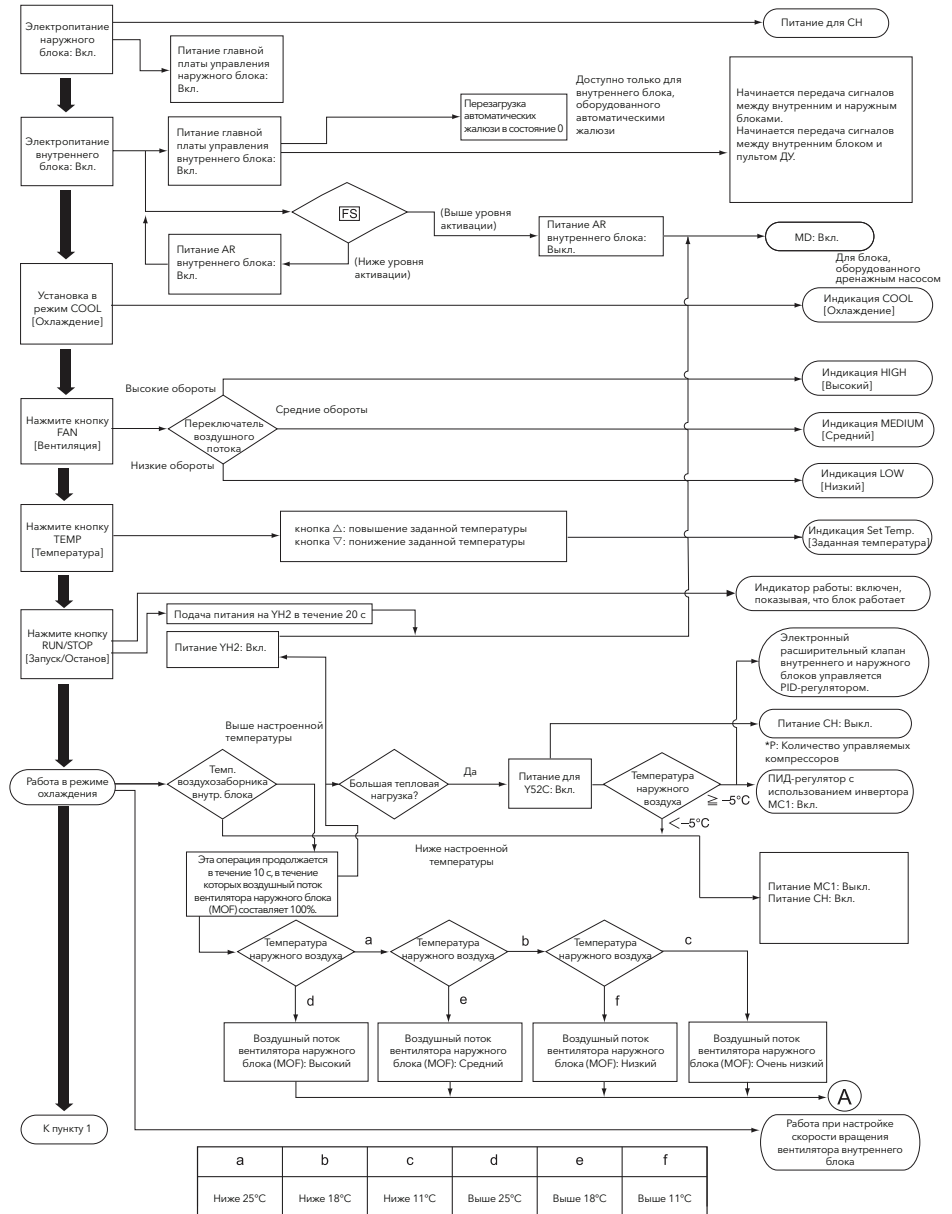 Электропитание
наружного
блока: Вкл.
Питание для CH
Питание главной
платы управления
наружного блока:
Вкл.
Электропитание
внутреннего
блока: Вкл.
Питание главной
платы управления
внутреннего блока:
Вкл.
Перезагрузка
автоматических
жалюзи в состояние 0
Доступно только для
внутреннего блока,
оборудованного
автоматическими
жалюзи
Начинается передача сигналов
между внутренним и наружным
блоками.
Начинается передача сигналов
между внутренним блоком и
пультом ДУ.
FS
(Выше уровня
активации)
(Ниже уровня
активации)
Питание AR
внутреннего блока:
Вкл.
Питание AR
внутреннего блока:
Выкл.
MD: Вкл.
Для блока,
оборудованного
дренажным насосом
Установка в
режим COOL
[Охлаждение]
Индикация COOL
[Охлаждение]
Нажмите кнопку
FAN
[Вентиляция]
Высокие обороты
Переключатель
воздушного
потока
Средние обороты
Низкие обороты
Индикация HIGH
[Высокий]
Индикация MEDIUM
[Средний]
Индикация LOW
[Низкий]
Нажмите кнопку
TEMP
[Температура]
кнопка △: повышение заданной температуры
кнопка ▽: понижение заданной температуры
Индикация Set Temp.
[Заданная температура]
Нажмите кнопку
RUN/STOP
[Запуск/Останов]
Индикатор работы: включен,
показывая, что блок работает
Подача питания на YH2 в течение 20 с
Питание YH2: Вкл.
Электронный
расширительный клапан
внутреннего и наружного
блоков управляется
PID-регулятором.
Выше настроенной
температуры
Питание CH: Выкл.
*P: Количество управляемых
компрессоров
Работа в режиме
охлаждения
Темп.
воздухозаборника
внутр. блока
Большая тепловая
нагрузка?
Да
Питание для
Y52C: Вкл.
Температура
наружного
воздуха
≧ –5°C
＜–5°C
ПИД-регулятор с
использованием инвертора
MC1: Вкл.
Ниже настроенной
температуры
Эта операция продолжается
в течение 10 с, в течение
которых воздушный поток
вентилятора наружного блока
(MOF) составляет 100%.
Питание MC1: Выкл.
Питание CH: Вкл.
Температура
наружного воздуха
a
Температура
наружного воздуха
b
Температура
наружного воздуха
c
d
e
f
Воздушный поток
вентилятора наружного
блока (MOF): Высокий
Воздушный поток
вентилятора наружного
блока (MOF): Средний
Воздушный поток
вентилятора наружного
блока (MOF): Низкий
Воздушный поток
вентилятора наружного
блока (MOF): Очень низкий
A
К пункту 1
Работа при настройке
скорости вращения
вентилятора внутреннего
блока
a b c d e f
Ниже 25°C Ниже 18°C Ниже 11°C Выше 25°C Выше 18°C Выше 11°C